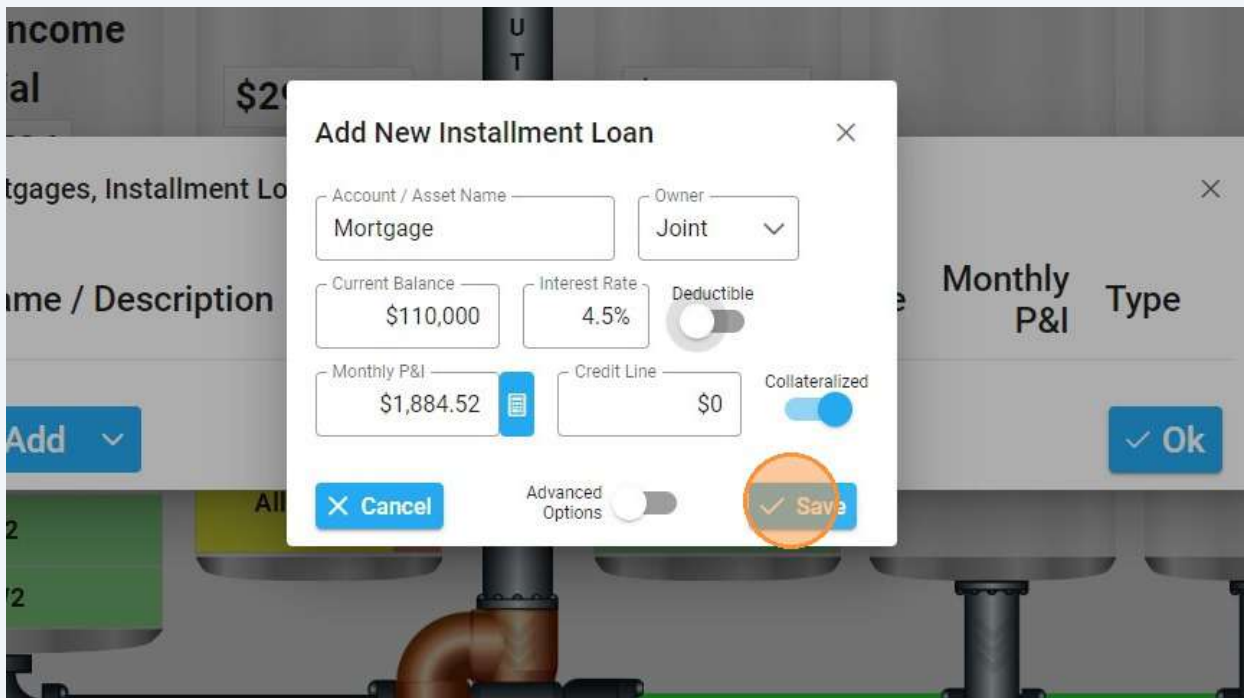 ncome
U
T
al
$29
Add New Installment Loan
tgages, Installment Lo
Account / Asset Name
Owner
Mortgage
Joint
Current Balance
Interest Rate
Deductible
$110,000
4.5%
ame / Description
e
Monthly
P&I
Type
Monthly P&I
Credit Line
Collateralized
$1,884.52
$0
Add
Ok
Cancel
Advanced
Options
Save
All
2
/2